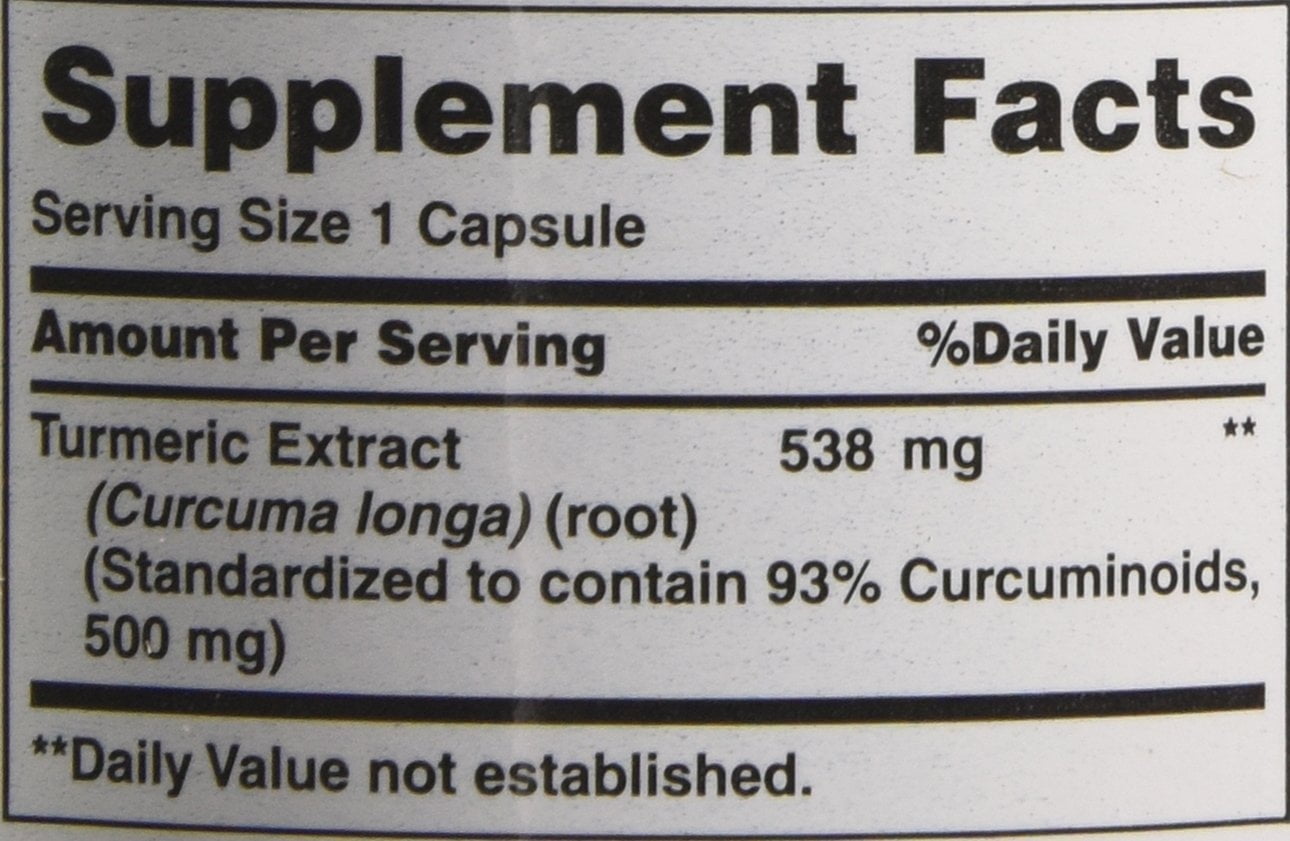 Supplement Facts
Serving Size 1 Capsule
Amount Per Serving %Daily Value
Turmeric Extract 538 mg **
(Curcuma longa) (root)
(Standardized to contain 93% Curcuminoids,
500 mg)
**Daily Value not established.